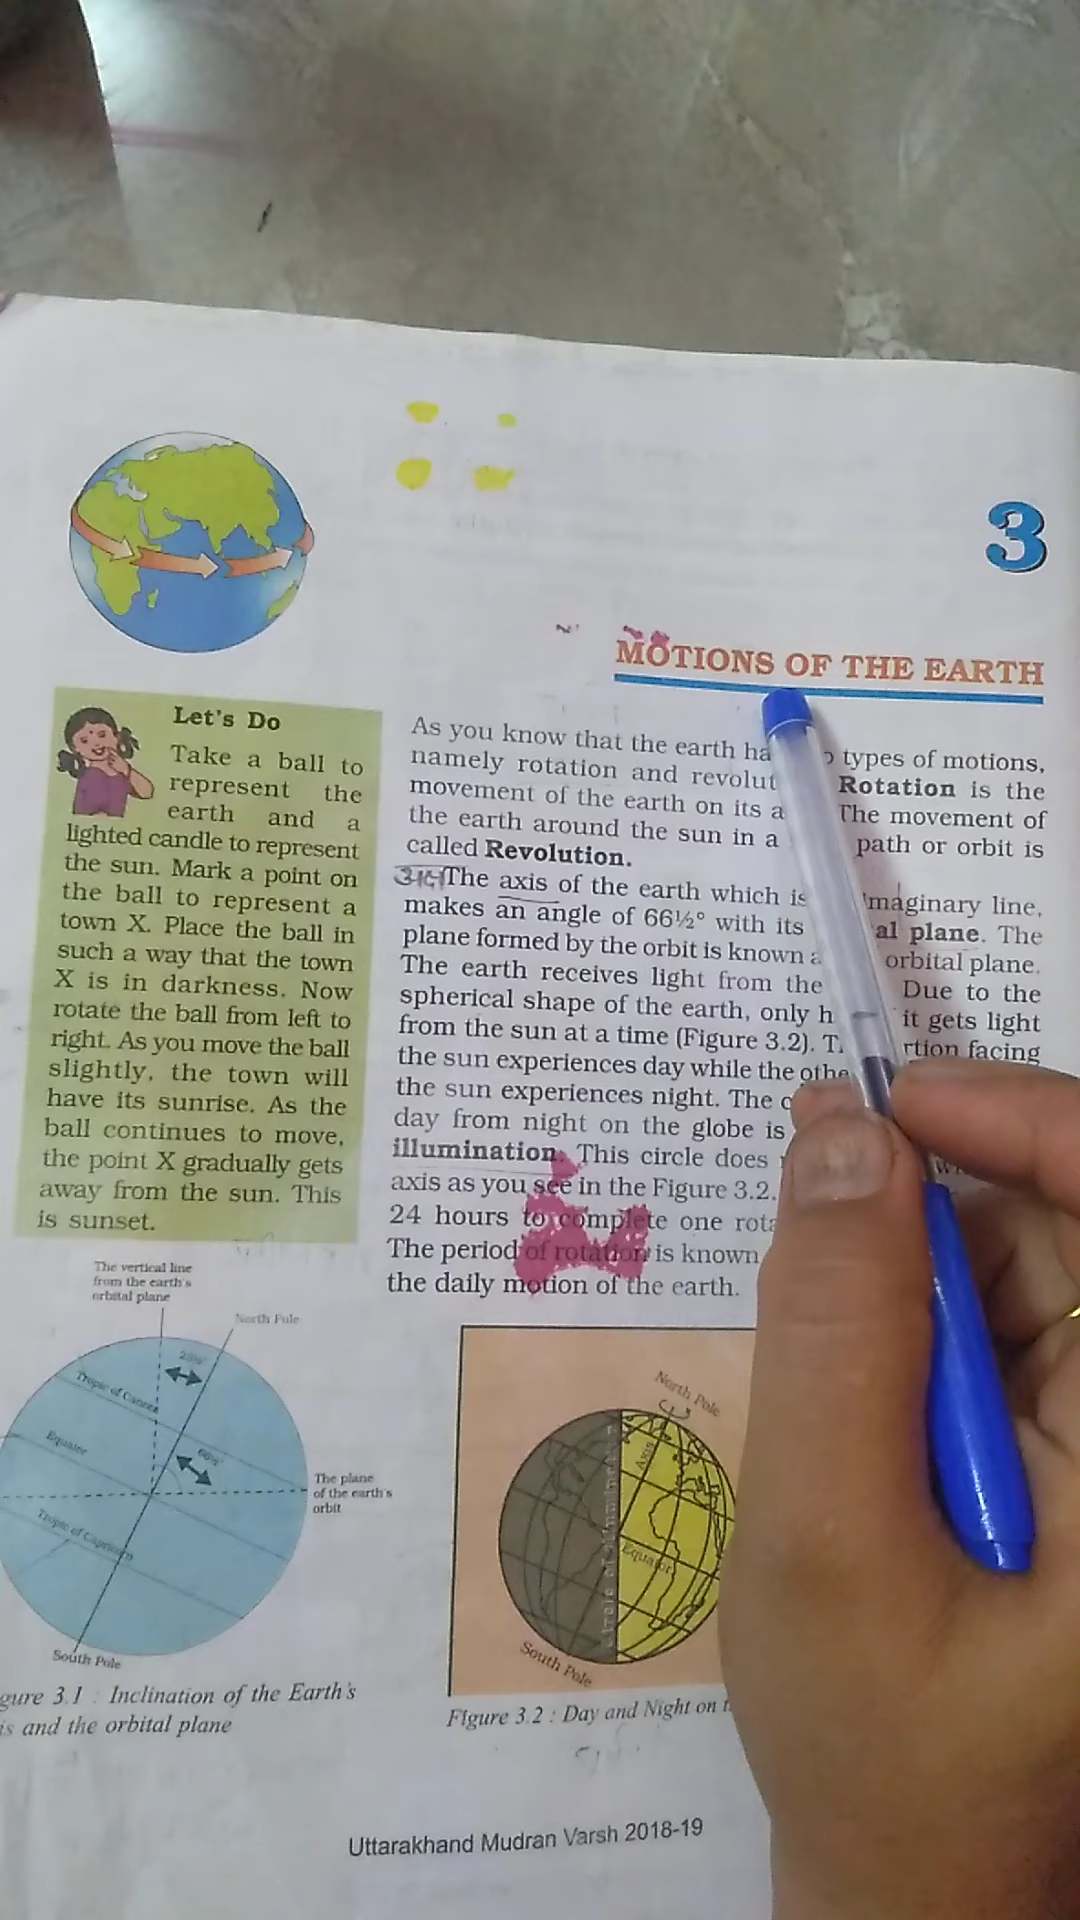 3
MOTIONS OF THE EARTH
Let's Do
Take a ball to
represent the
earth and a
lighted candle to represent
the sun. Mark a point on
the ball to represent a
town X. Place the ball in
such a way that the town
X is in darkness. Now
rotate the ball from left to
right. As you move the ball
slightly, the town will
have its sunrise. As the
ball continues to move,
the point X gradually gets
away from the sun. This
is sunset.
As you know that the earth types of motions,
namely rotation and Rotation is the
movement of the earth on its The movement of
the earth around the sun in a path or orbit is
called Revolution.
अक्ष The axis of the earth which is imaginary line,
makes an angle of 66½° with its plane. The
plane formed by the orbit is known orbital plane.
The earth receives light from the Due to the
spherical shape of the earth, only it gets light
from the sun at a time (Figure 3.2). facing
the sun experiences day while the
the sun experiences night. The
day from night on the globe is
illumination. This circle does
axis as you see in the Figure 3.2.
24 hours to complete one
The period of rotation is known
the daily motion of the earth.
The vertical line
from the earth's
orbital plane
North Pole
23½°
Tropic of Cancer
Equator
66½°
The plane
of the earth's
orbit
Tropic of Capricorn
South Pole
3.1 : Inclination of the Earth's
and the orbital plane
North Pole
Axis
Circle of Illumination
Equator
South Pole
Figure 3.2 : Day and Night on
Uttarakhand Mudran Varsh 2018-19